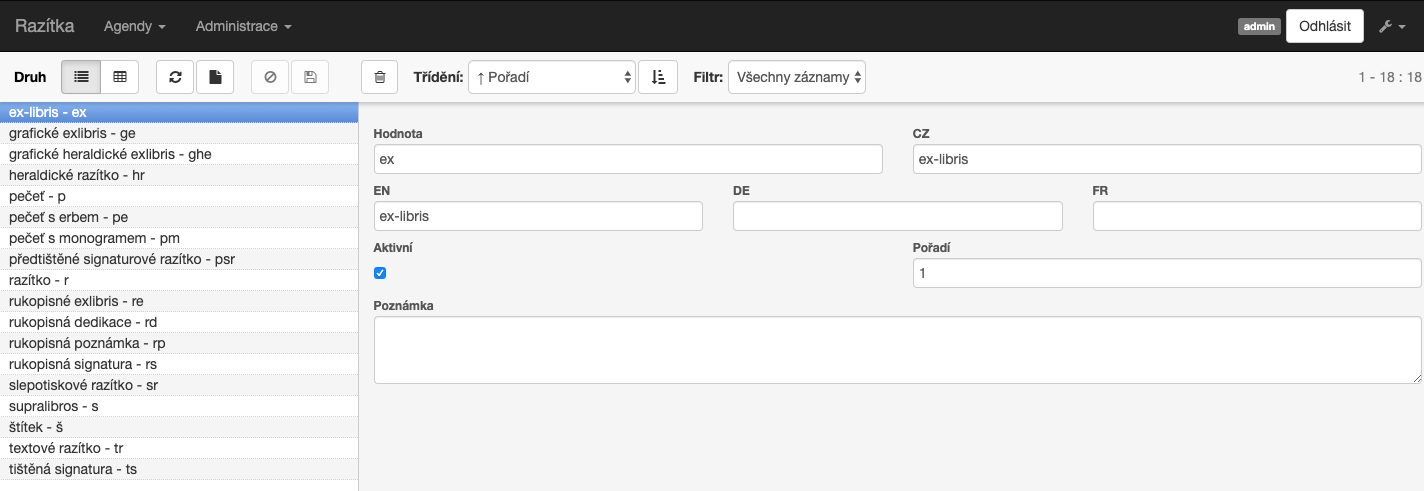 Razítka Agendy Administrace admin Odhlásit
Druh Třídění: ↑ Pořadí Filtr: Všechny záznamy 1 - 18 : 18
ex-libris - ex
grafické exlibris - ge
grafické heraldické exlibris - ghe
heraldické razítko - hr
pečeť - p
pečeť s erbem - pe
pečeť s monogramem - pm
předtištěné signaturové razítko - psr
razítko - r
rukopisné exlibris - re
rukopisná dedikace - rd
rukopisná poznámka - rp
rukopisná signatura - rs
slepotiskové razítko - sr
supralibros - s
štítek - š
textové razítko - tr
tištěná signatura - ts
Hodnota CZ
ex ex-libris
EN DE FR
ex-libris
Aktivní Pořadí
1
Poznámka